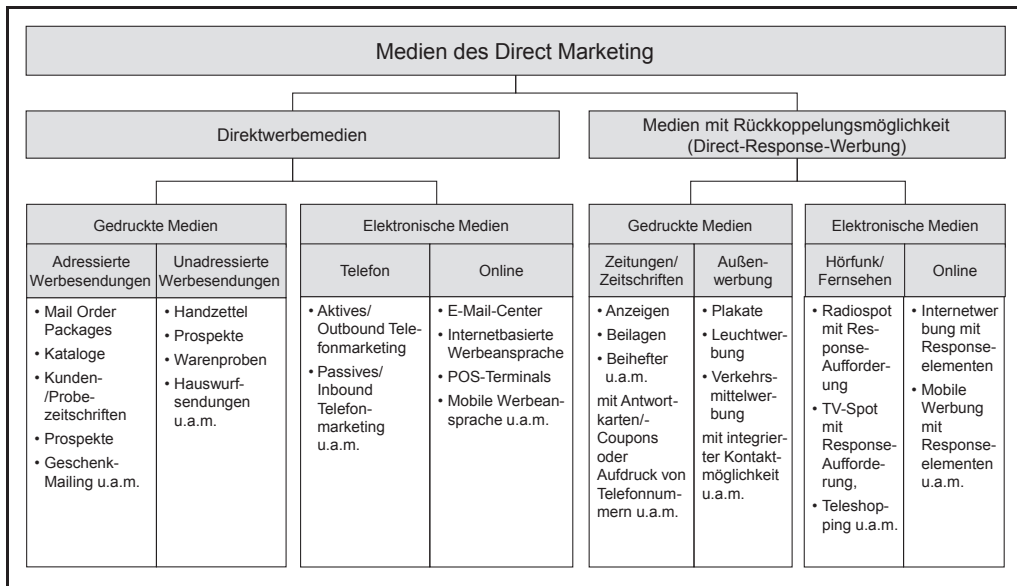 Medien des Direct Marketing
Direktwerbemedien
Medien mit Rückkoppelungsmöglichkeit
(Direct-Response-Werbung)
Gedruckte Medien
Adressierte
Werbesendungen
• Mail Order
Packages
• Kataloge
• Kunden-
-/Probe-
zeitschriften
• Prospekte
• Geschenk-
Mailing u.a.m.
Unadressierte
Werbesendungen
• Handzettel
• Prospekte
• Warenproben
• Hauswurf-
sendungen
u.a.m.
Elektronische Medien
Telefon
• Aktives/
Outbound Tele-
fonmarketing
• Passives/
Inbound
Telefon-
marketing
u.a.m.
Online
• E-Mail-Center
• Internetbasierte
Werbeansprache
• POS-Terminals
• Mobile Werbean-
sprache u.a.m.
Gedruckte Medien
Zeitungen/
Zeitschriften
• Anzeigen
• Beilagen
• Beihefter
u.a.m.
mit Antwort-
karten/-
Coupons
oder
Aufdruck von
Telefonnum-
mern u.a.m.
Außen-
werbung
• Plakate
• Leuchtwer-
bung
• Verkehrs-
mittelwer-
bung
mit integrier-
ter Kontakt-
möglichkeit
u.a.m.
Elektronische Medien
Hörfunk/
Fernsehen
• Radiospot
mit Res-
ponse-
Aufforder-
ung
• TV-Spot
mit
Response-
Aufforde-
rung,
• Teleshop-
pping u.a.m.
Online
• Internetwer
bung mit
Response-
elementen
• Mobile
Werbung
mit
Response-
elementen
u.a.m.